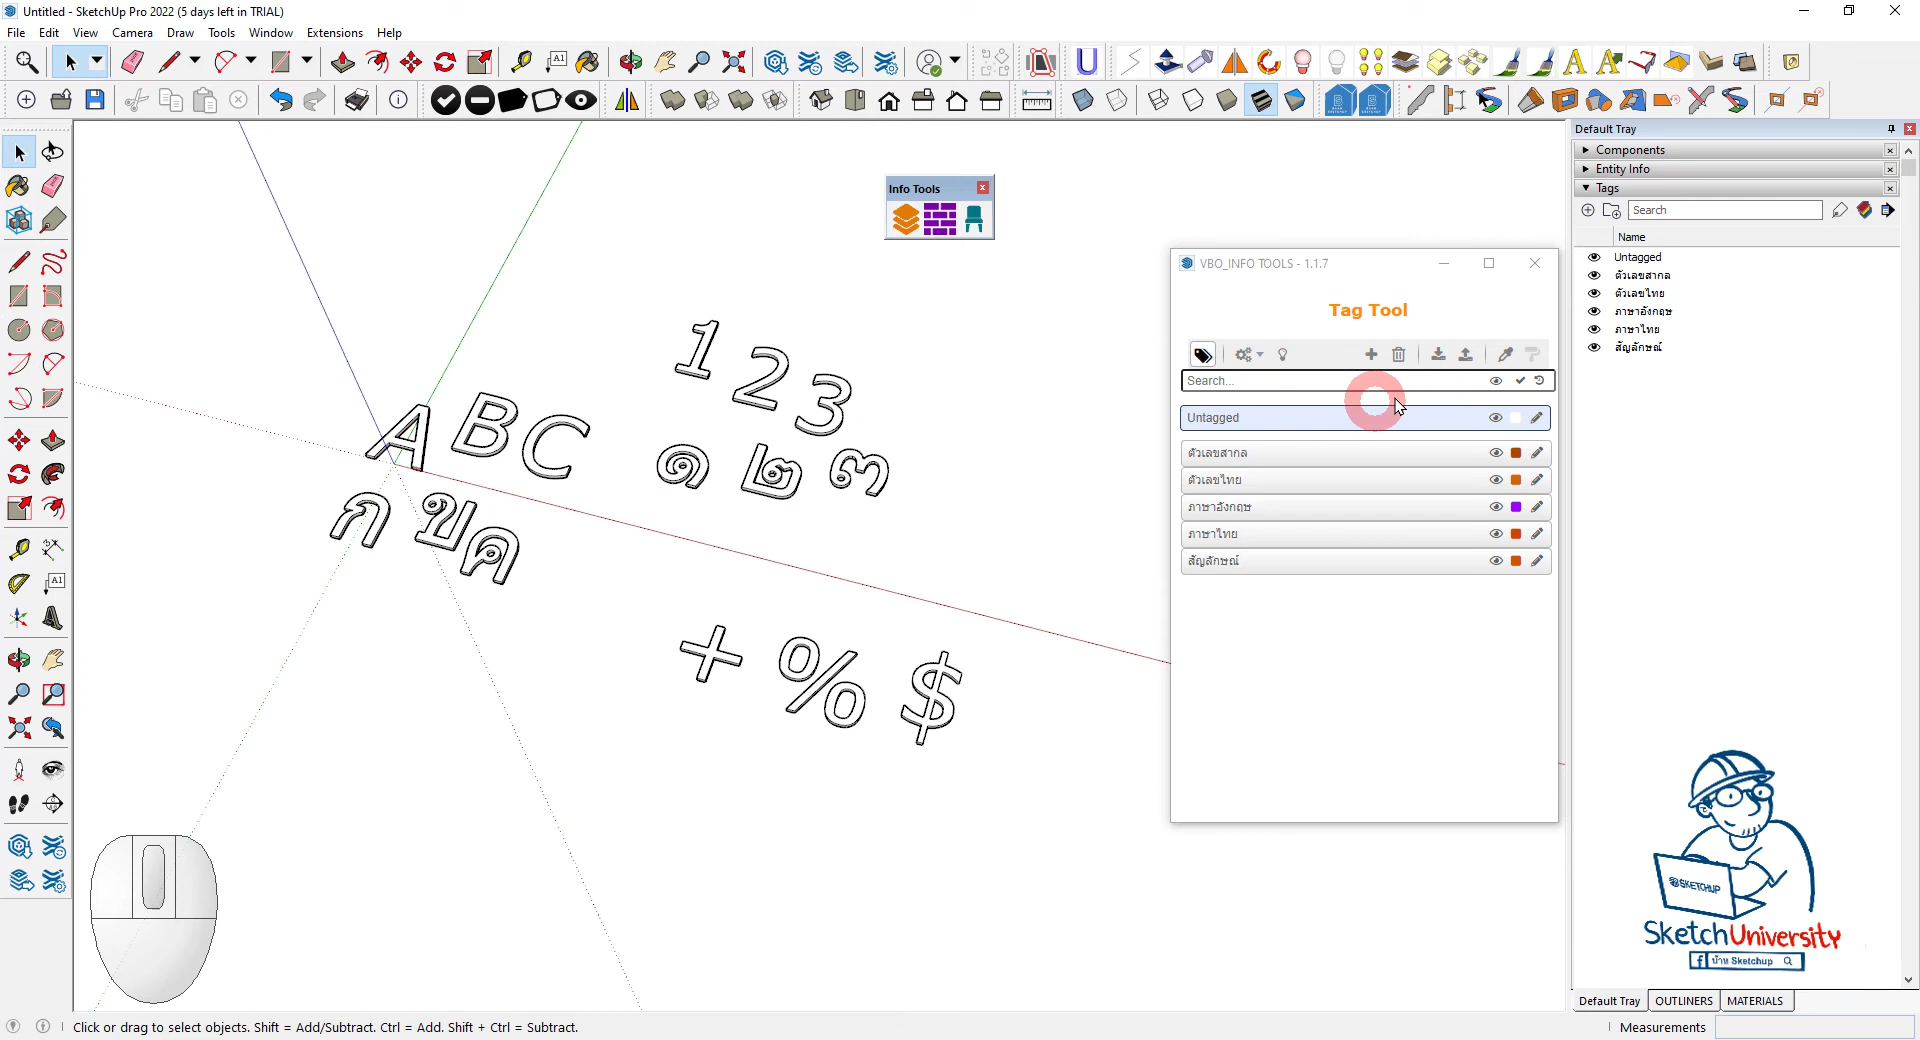 Untitled - SketchUp Pro 2022 (5 days left in TRIAL)
File Edit View Camera Draw Tools Window Extensions Help
Default Tray
Components
Entity Info
Tags
Search
Name
Untagged
ตัวเลขสากล
ตัวเลขไทย
ภาษาอังกฤษ
ภาษาไทย
สัญลักษณ์
Info Tools
VBO_INFO TOOLS - 1.1.7
Tag Tool
Search...
Untagged
ตัวเลขสากล
ตัวเลขไทย
ภาษาอังกฤษ
ภาษาไทย
สัญลักษณ์
1 2 3
A B C
๑ ๒ ๓
ก ข ค
+ % $
SKETCHUP
SketchUniversity
f บ้าน Sketchup
Default Tray OUTLINERS MATERIALS
Click or drag to select objects. Shift = Add/Subtract. Ctrl = Add. Shift + Ctrl = Subtract.
Measurements